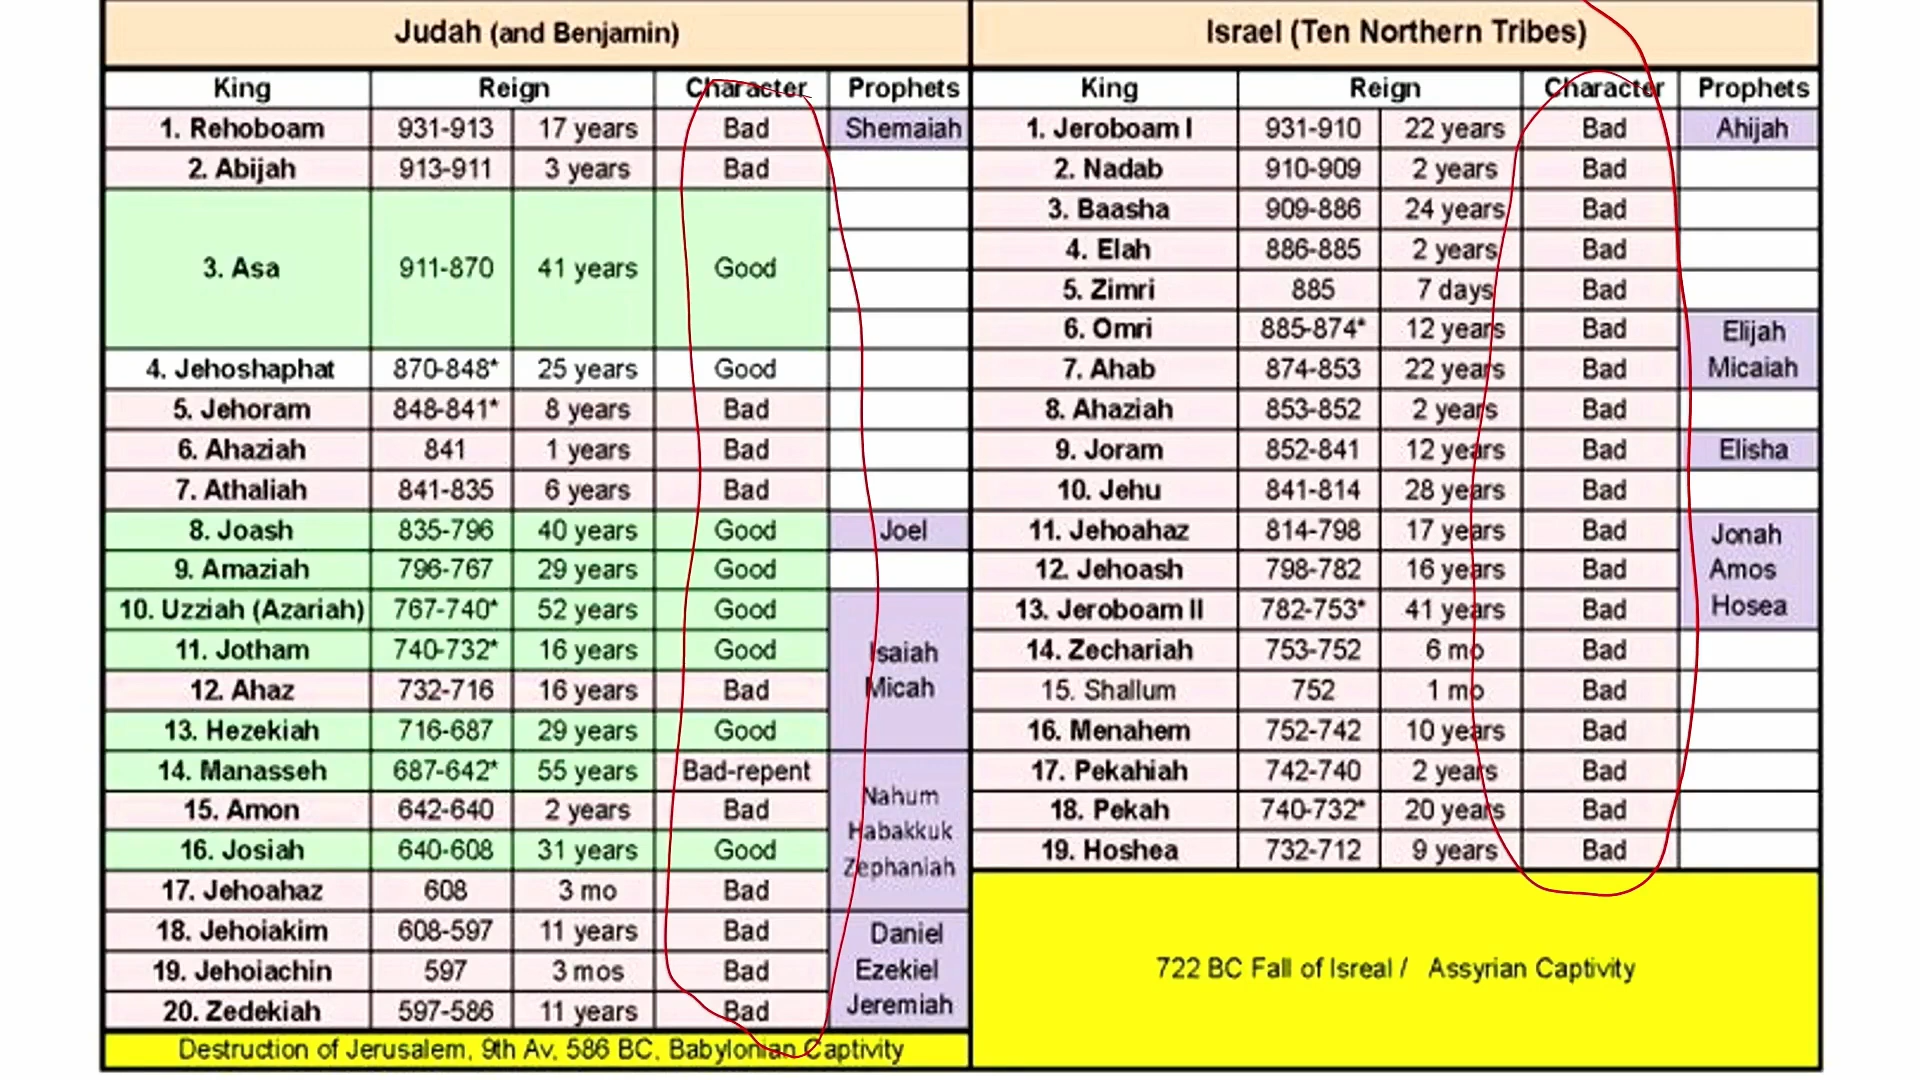 Judah (and Benjamin)
King Reign Character Prophets
1. Rehoboam 931-913 17 years Bad Shemaiah
2. Abijah 913-911 3 years Bad
3. Asa 911-870 41 years Good
4. Jehoshaphat 870-848* 25 years Good
5. Jehoram 848-841* 8 years Bad
6. Ahaziah 841 1 years Bad
7. Athaliah 841-835 6 years Bad
8. Joash 835-796 40 years Good Joel
9. Amaziah 796-767 29 years Good
10. Uzziah (Azariah) 767-740* 52 years Good
11. Jotham 740-732* 16 years Good Isaiah
12. Ahaz 732-716 16 years Bad Micah
13. Hezekiah 716-687 29 years Good
14. Manasseh 687-642* 55 years Bad-repent
15. Amon 642-640 2 years Bad Nahum
16. Josiah 640-608 31 years Good Habakkuk
Zephaniah
17. Jehoahaz 608 3 mo Bad
18. Jehoiakim 608-597 11 years Bad Daniel
19. Jehoiachin 597 3 mos Bad Ezekiel
20. Zedekiah 597-586 11 years Bad Jeremiah
Destruction of Jerusalem, 9th Av, 586 BC, Babylonian Captivity
Israel (Ten Northern Tribes)
King Reign Character Prophets
1. Jeroboam I 931-910 22 years Bad Ahijah
2. Nadab 910-909 2 years Bad
3. Baasha 909-886 24 years Bad
4. Elah 886-885 2 years Bad
5. Zimri 885 7 days Bad
6. Omri 885-874* 12 years Bad Elijah
7. Ahab 874-853 22 years Bad Micaiah
8. Ahaziah 853-852 2 years Bad
9. Joram 852-841 12 years Bad Elisha
10. Jehu 841-814 28 years Bad
11. Jehoahaz 814-798 17 years Bad Jonah
12. Jehoash 798-782 16 years Bad Amos
13. Jeroboam II 782-753* 41 years Bad Hosea
14. Zechariah 753-752 6 mo Bad
15. Shallum 752 1 mo Bad
16. Menahem 752-742 10 years Bad
17. Pekahiah 742-740 2 years Bad
18. Pekah 740-732* 20 years Bad
19. Hoshea 732-712 9 years Bad
722 BC Fall of Isreal / Assyrian Captivity